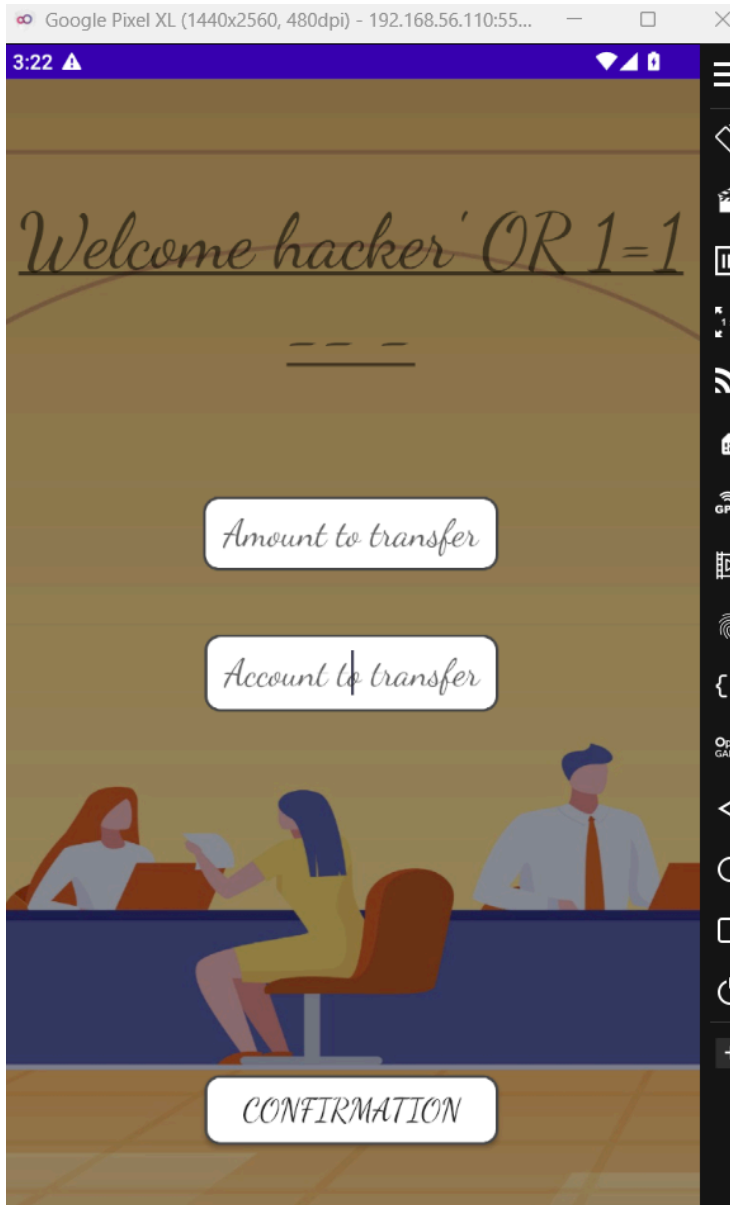 Google Pixel XL (1440x2560, 480dpi) - 192.168.56.110:55...
3:22
Welcome hacker' OR 1=1
-- -
Amount to transfer
Account to transfer
CONFIRMATION